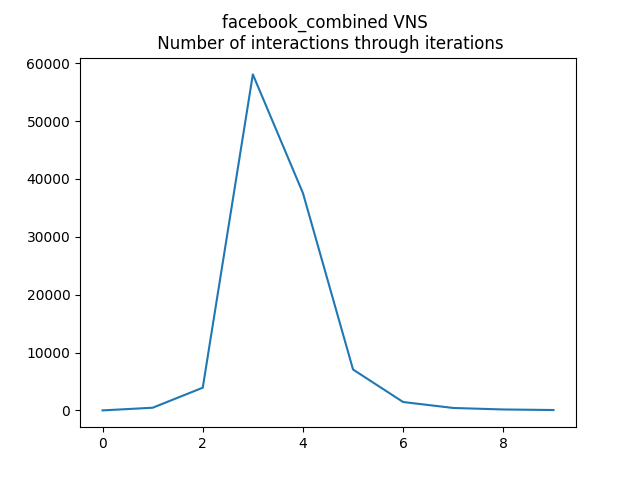 facebook_combined VNS
Number of interactions through iterations
60000
50000
40000
30000
20000
10000
0
0 2 4 6 8